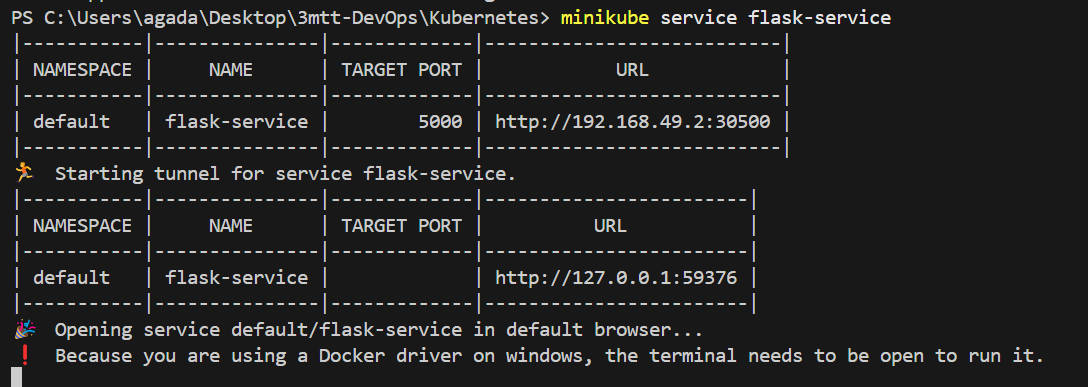 PS C:\Users\agada\Desktop\3mtt-DevOps\Kubernetes> minikube service flask-service
|-----------|---------------|-------------|---------------------------|
| NAMESPACE |     NAME      | TARGET PORT |            URL            |
|-----------|---------------|-------------|---------------------------|
| default   | flask-service |        5000 | http://192.168.49.2:30500 |
|-----------|---------------|-------------|---------------------------|
🏃  Starting tunnel for service flask-service.
|-----------|---------------|-------------|------------------------|
| NAMESPACE |     NAME      | TARGET PORT |          URL           |
|-----------|---------------|-------------|------------------------|
| default   | flask-service |             | http://127.0.0.1:59376 |
|-----------|---------------|-------------|------------------------|
🎉  Opening service default/flask-service in default browser...
❗  Because you are using a Docker driver on windows, the terminal needs to be open to run it.